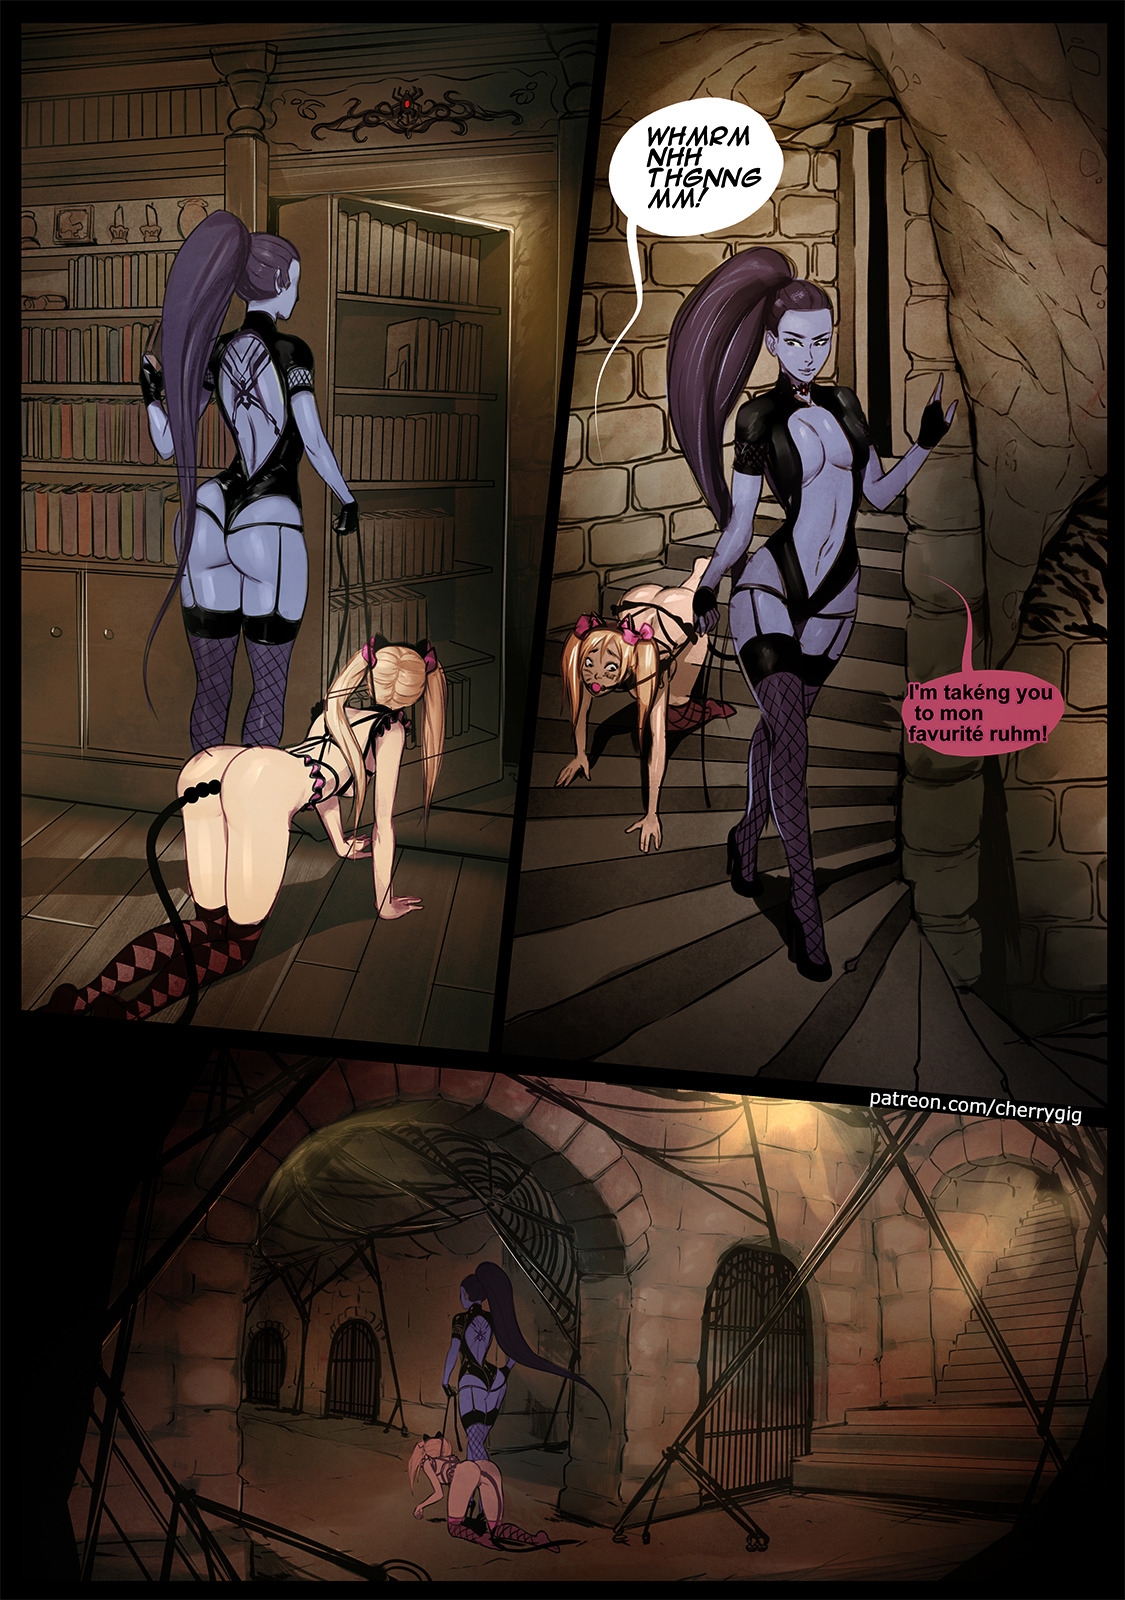 WHMRM
NHH
THGNNG
MM!
I'm takéng you
to mon
favurité ruhm!
patreon.com/cherrygig